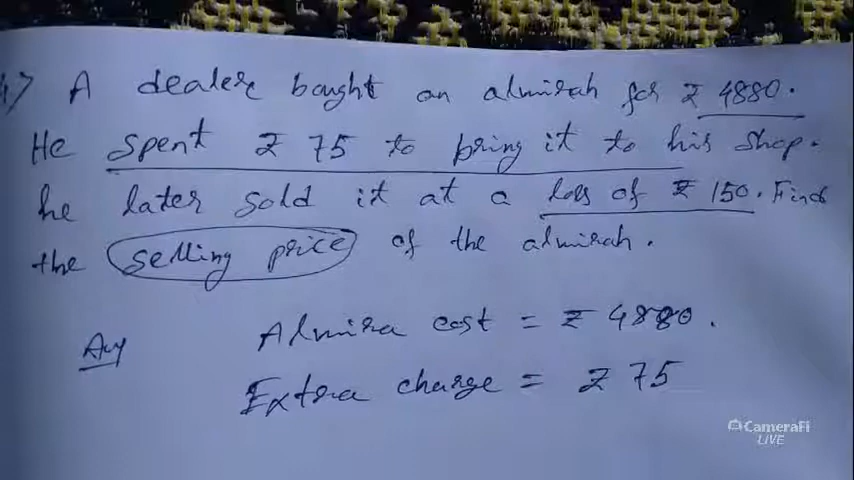 4) A dealer bought an almirah for ₹ 4880.
He spent ₹ 75 to bring it to his shop.
he later sold it at a loss of ₹ 150. Find
the selling price of the almirah.
Ans
Almira cost = ₹ 4880.
Extra charge = ₹ 75
CameraFi
LIVE